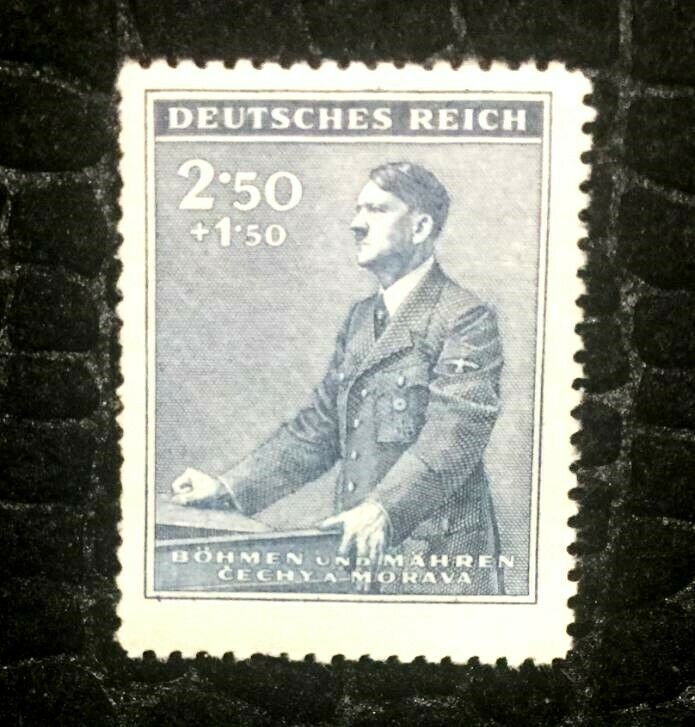 DEUTSCHES REICH
2·50
+1·50
BÖHMEN UND MÄHREN
ČECHY A MORAVA